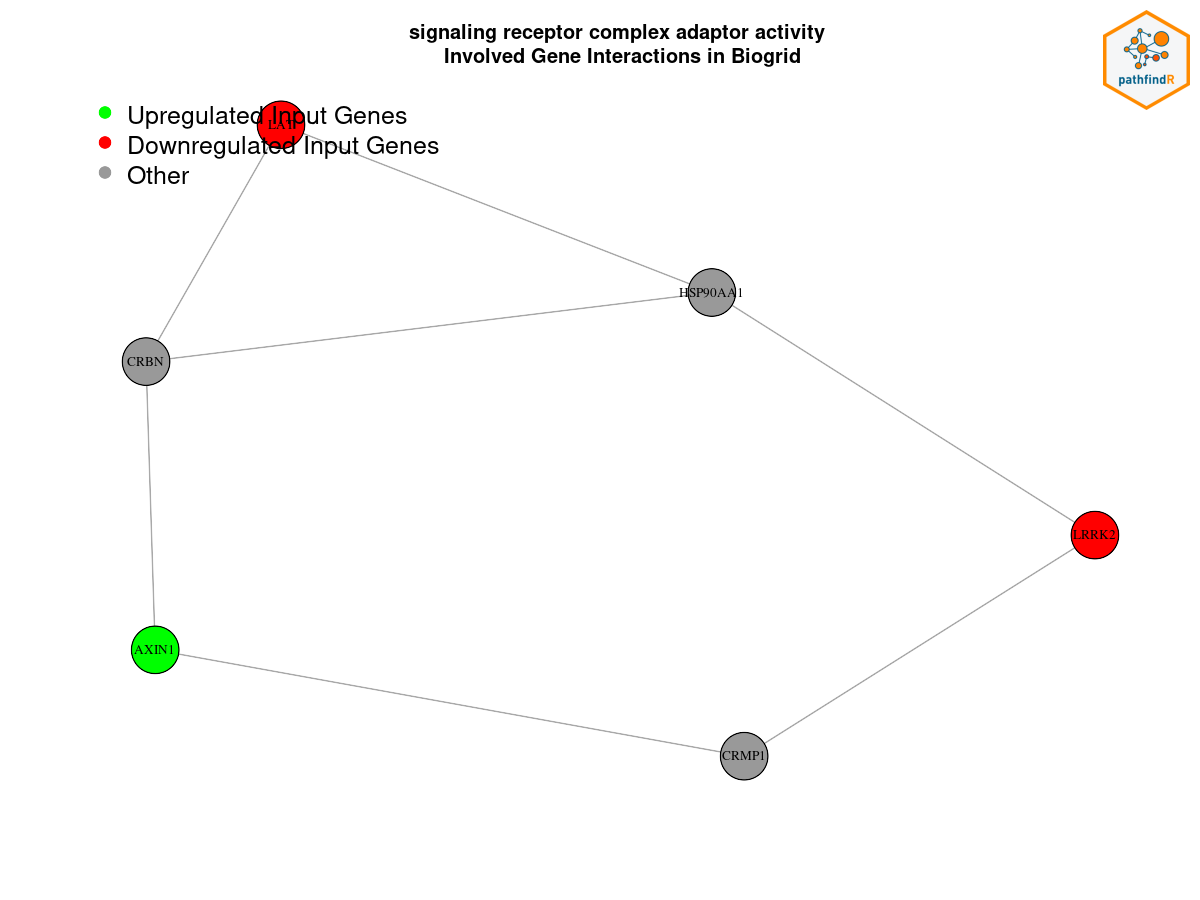 signaling receptor complex adaptor activity
Involved Gene Interactions in Biogrid
pathfindR
Upregulated Input Genes
Downregulated Input Genes
Other
HSP90AA1
CRBN
LRRK2
AXIN1
CRMP1